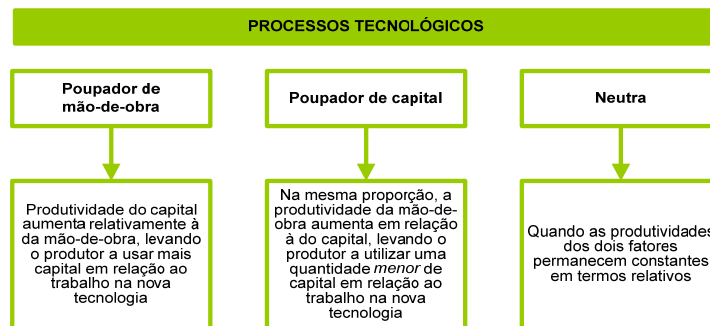 PROCESSOS TECNOLÓGICOS
Poupador de
mão-de-obra
Poupador de capital
Neutra
Produtividade do capital
aumenta relativamente à
da mão-de-obra, levando
o produtor a usar mais
capital em relação ao
trabalho na nova
tecnologia
Na mesma proporção, a
produtividade da mão-de-
obra aumenta em relação
à do capital, levando o
produtor a utilizar uma
quantidade menor de
capital em relação ao
trabalho na nova
tecnologia
Quando as produtividades
dos dois fatores
permanecem constantes
em termos relativos